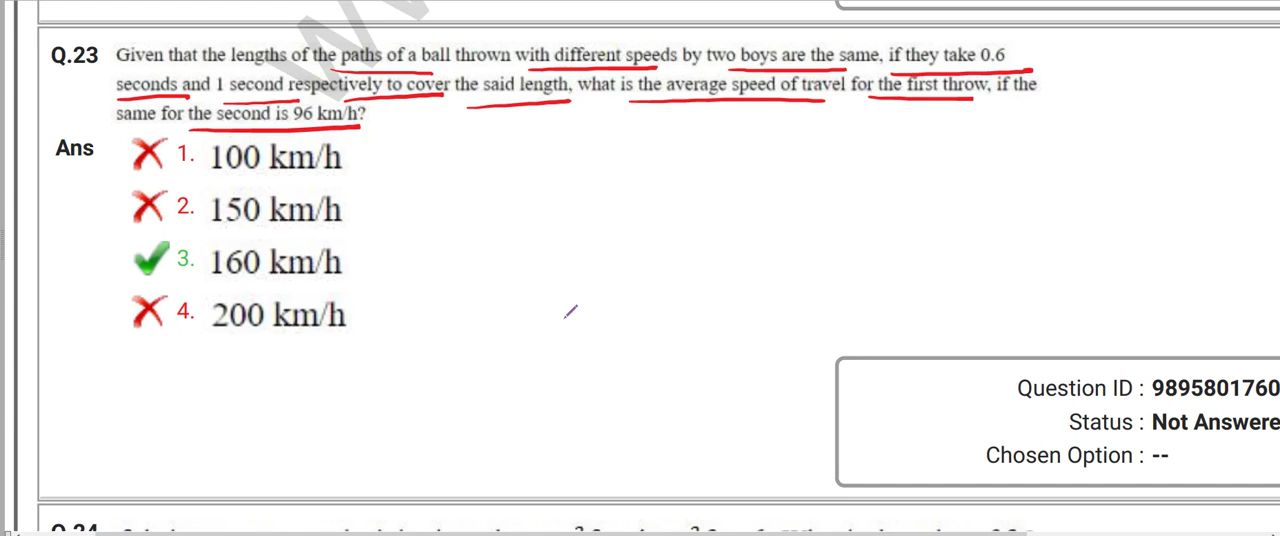 Q.23 Given that the lengths of the paths of a ball thrown with different speeds by two boys are the same, if they take 0.6
seconds and 1 second respectively to cover the said length, what is the average speed of travel for the first throw, if the
same for the second is 96 km/h?
Ans
1. 100 km/h
2. 150 km/h
3. 160 km/h
4. 200 km/h
Question ID : 9895801760
Status : Not Answere
Chosen Option : --